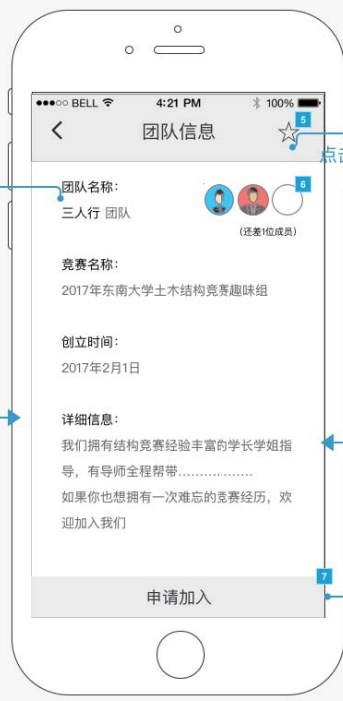 BELL 4:21 PM 100%
团队信息
5
点击
团队名称：
6
三人行 团队
(还差1位成员)
竞赛名称：
2017年东南大学土木结构竞赛趣味组
创立时间：
2017年2月1日
详细信息：
我们拥有结构竞赛经验丰富的学长学姐指
导，有导师全程帮带………………
如果你也想拥有一次难忘的竞赛经历，欢
迎加入我们
7
申请加入